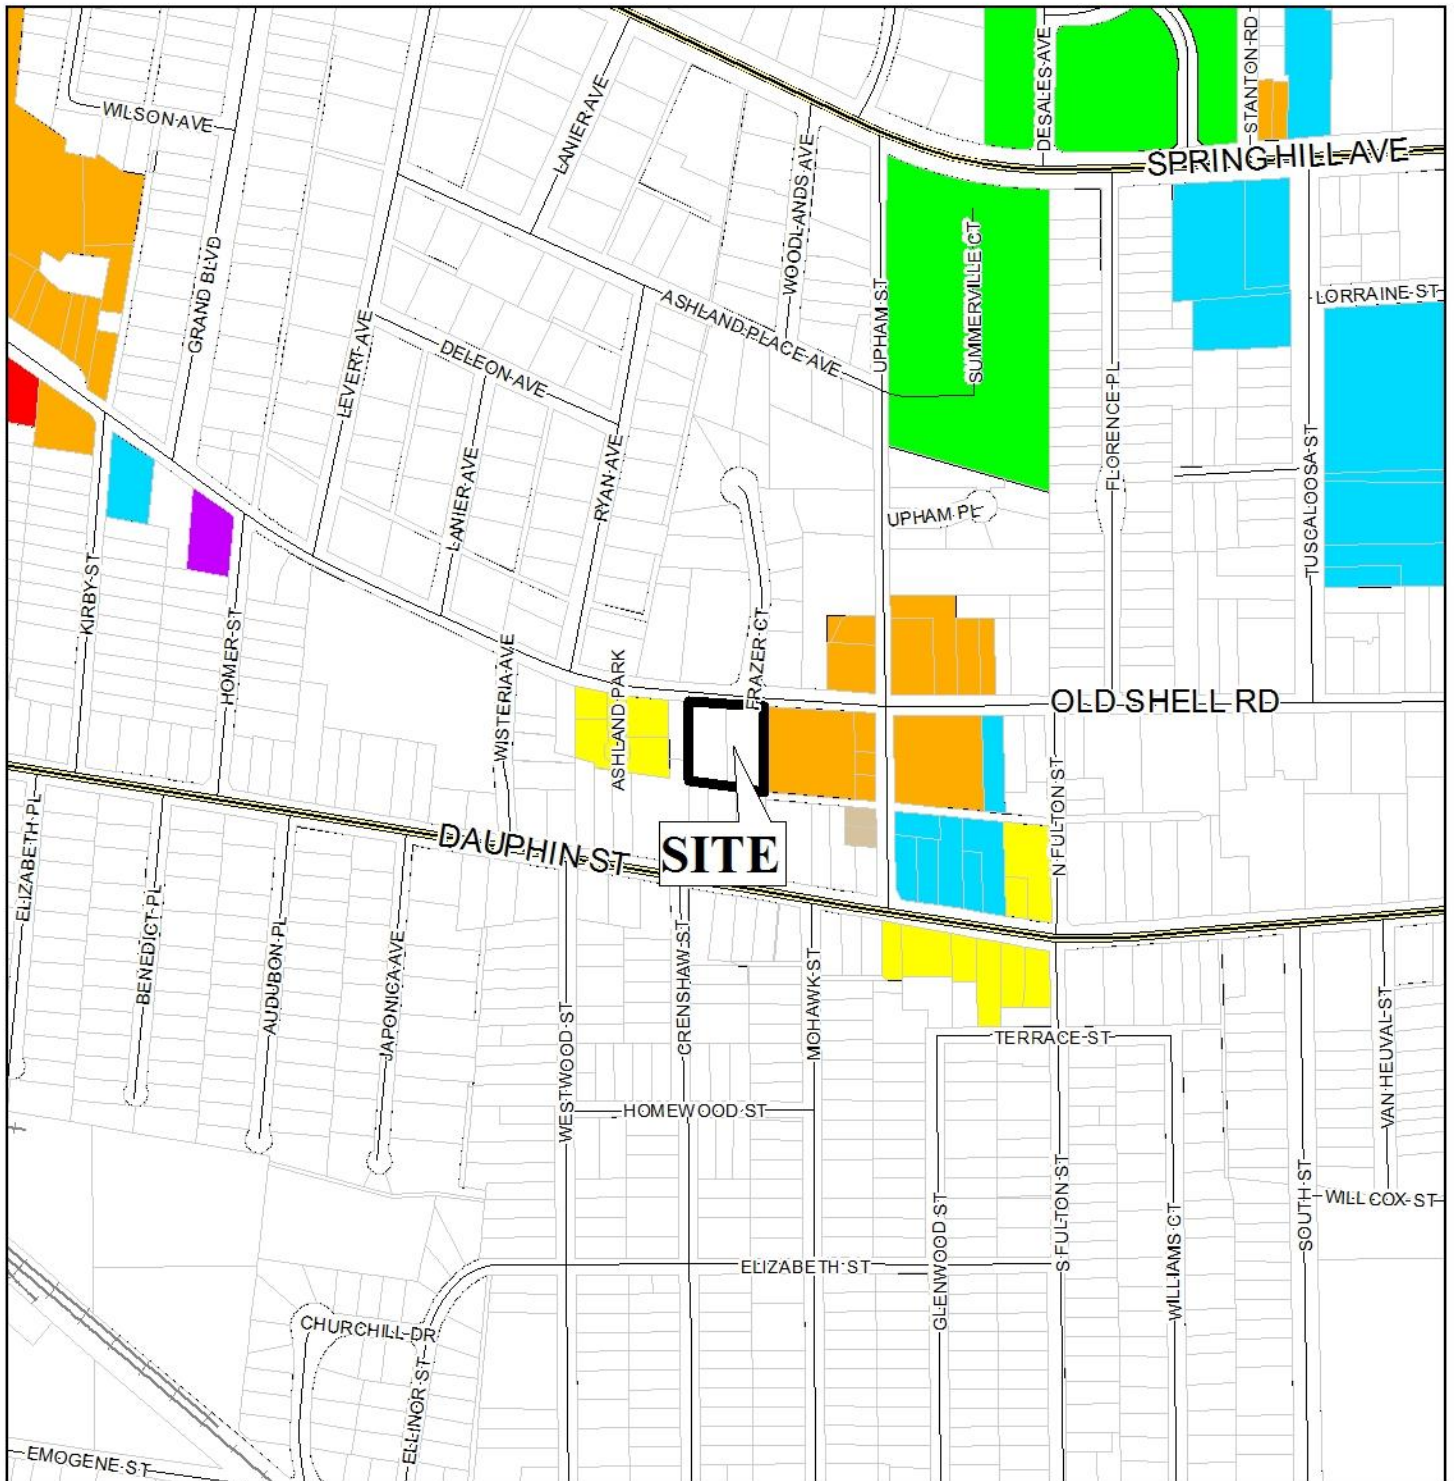 DESALES AVE
STANTON RD
WILSON AVE
LANIER AVE
WOODLANDS AVE
SPRING HILL AVE
GRAND BLVD
SUMMERVILLE CT
UPHAM ST
LORRAINE ST
ASHLAND PLACE AVE
LEVERT AVE
DELEON AVE
FLORENCE PL
TUSCALOOSA ST
RYAN AVE
LANIER AVE
UPHAM PL
KIRBY ST
HOMER ST
WISTERIA AVE
ASHLAND PARK
FRAZER CT
OLD SHELL RD
N FULTON ST
ELIZABETH PL
DAUPHIN ST
SITE
BENEDICT PL
AUDUBON PL
JAPONICA AVE
CRENSHAW ST
MOHAWK ST
WESTWOOD ST
TERRACE ST
VAN HEUVAL ST
HOMEWOOD ST
S FULTON ST
GLENWOOD ST
WILLIAMS CT
SOUTH ST
WILLCOX ST
ELIZABETH ST
CHURCHILL DR
ELLINOR ST
EMOGENE ST